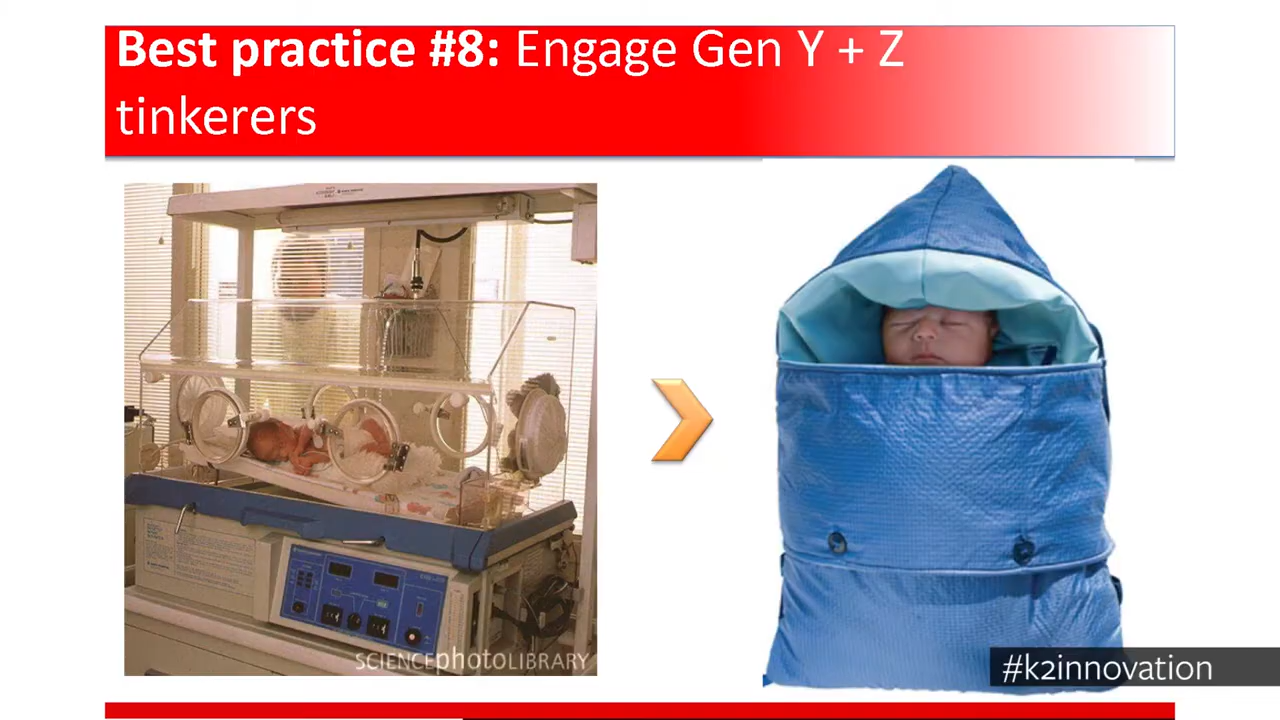 Best practice #8: Engage Gen Y + Z
tinkerers
SCIENCEphotoLIBRARY
#k2innovation